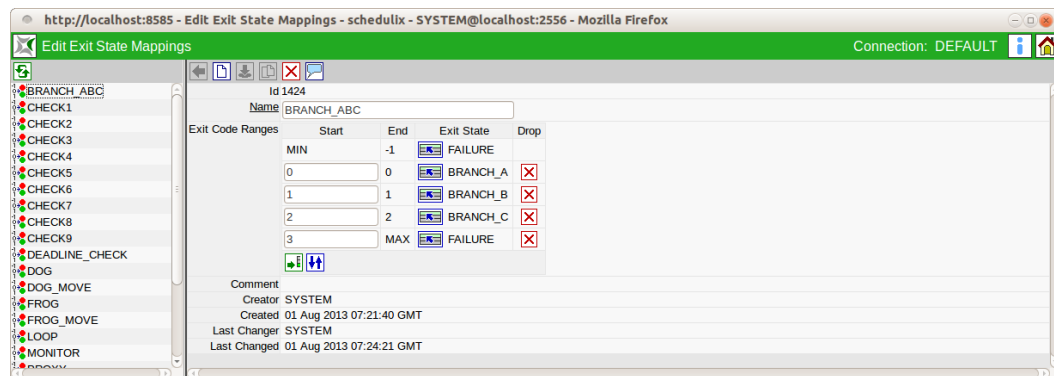 http://localhost:8585 - Edit Exit State Mappings - schedulix - SYSTEM@localhost:2556 - Mozilla Firefox
Edit Exit State Mappings
Connection: DEFAULT
BRANCH_ABC
CHECK1
CHECK2
CHECK3
CHECK4
CHECK5
CHECK6
CHECK7
CHECK8
CHECK9
DEADLINE_CHECK
DOG
DOG_MOVE
FROG
FROG_MOVE
LOOP
MONITOR
Id 1424
Name BRANCH_ABC
Exit Code Ranges Start End Exit State Drop
MIN -1 FAILURE
0 0 BRANCH_A
1 1 BRANCH_B
2 2 BRANCH_C
3 MAX FAILURE
Comment
Creator SYSTEM
Created 01 Aug 2013 07:21:40 GMT
Last Changer SYSTEM
Last Changed 01 Aug 2013 07:24:21 GMT